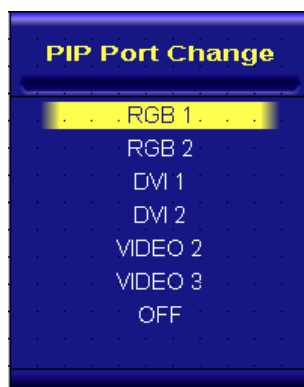 PIP Port Change
RGB 1
RGB 2
DVI 1
DVI 2
VIDEO 2
VIDEO 3
OFF